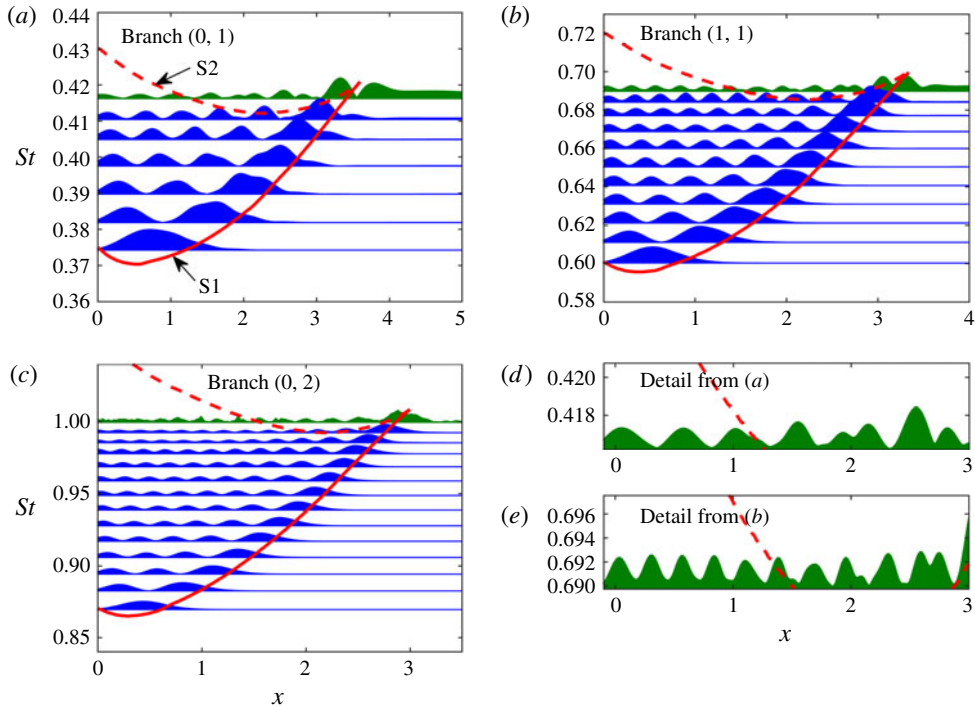 (a)
0.44
0.43
0.42
0.41
0.40
0.39
0.38
0.37
0.36
St
Branch (0, 1)
S2
S1
0 1 2 3 4 5
(b)
0.72
0.70
0.68
0.66
0.64
0.62
0.60
0.58
Branch (1, 1)
0 1 2 3 4
(c)
1.00
0.95
0.90
0.85
St
Branch (0, 2)
0 1 2 3
x
(d)
0.420
0.418
Detail from (a)
0 1 2 3
(e)
0.696
0.694
0.692
0.690
Detail from (b)
0 1 2 3
x